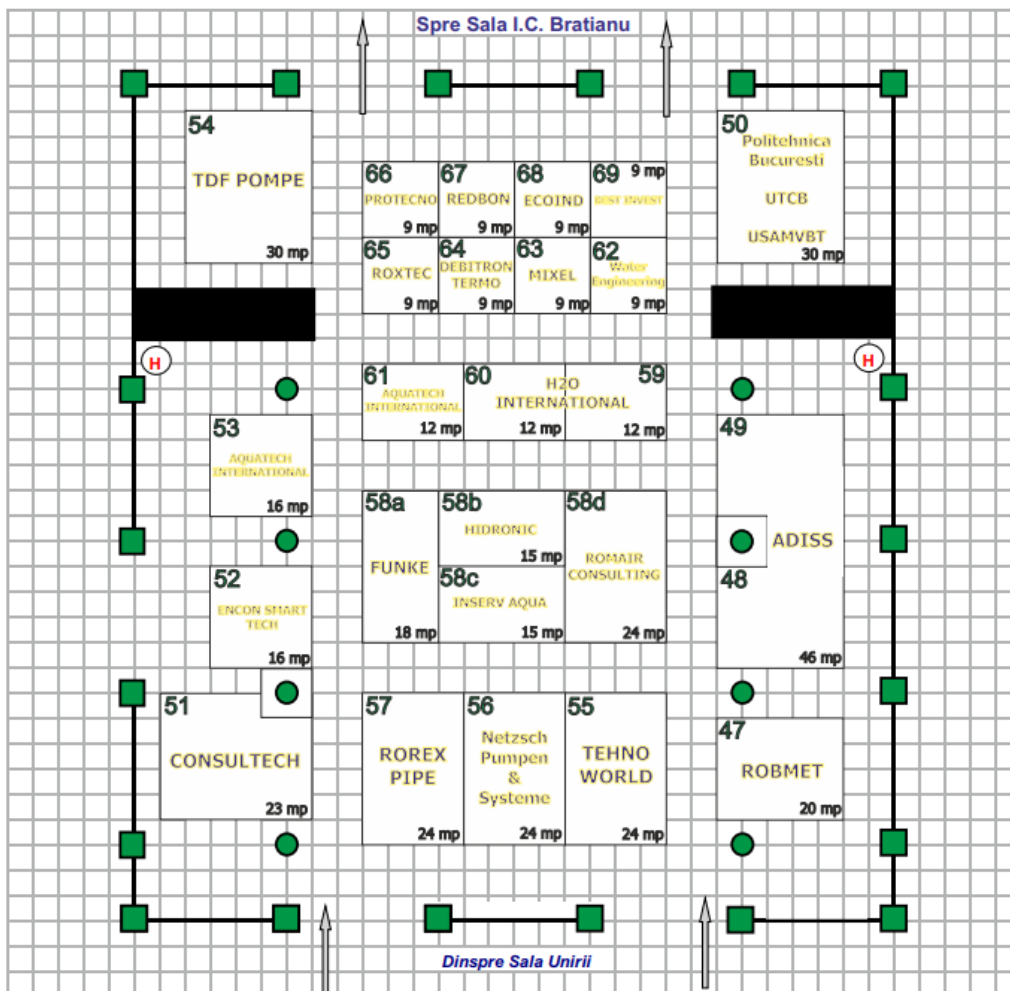 Spre Sala I.C. Bratianu
54
TDF POMPE
30 mp
66
PROTECNO
9 mp
67
REDBON
9 mp
68
ECOIND
9 mp
69
9 mp
GEST INVEST
50
Politehnica
Bucuresti
UTCB
USAMVBT
30 mp
65
ROXTEC
9 mp
64
DEBITRON
TERMO
9 mp
63
MIXEL
9 mp
62
Water
Engineering
9 mp
H
H
61
AQUATECH
INTERNATIONAL
12 mp
60
H2O
INTERNATIONAL
12 mp
59
12 mp
53
AQUATECH
INTERNATIONAL
16 mp
49
ADISS
48
46 mp
58a
FUNKE
18 mp
58b
HIDRONIC
15 mp
58c
INSERV AQUA
15 mp
58d
ROMAIR
CONSULTING
24 mp
52
ENCON SMART
TECH
16 mp
51
CONSULTECH
23 mp
57
ROREX
PIPE
24 mp
56
Netzsch
Pumpen
&
Systeme
24 mp
55
TEHNO
WORLD
24 mp
47
ROBMET
20 mp
Dinspre Sala Unirii